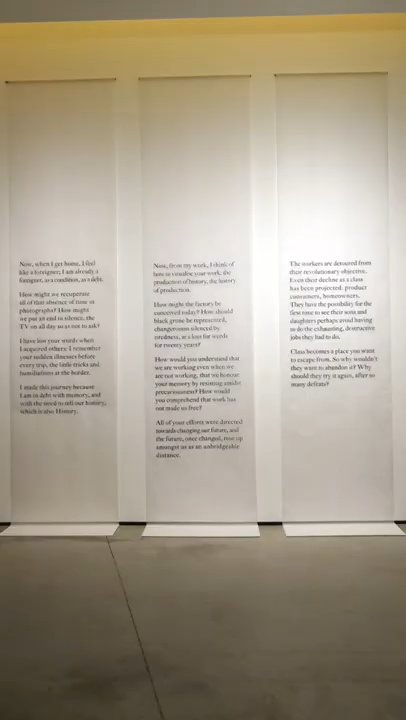 Now, when I get home, I feel
like a foreigner; I am already a
foreigner, as a condition, as a debt.
How might we recuperate
all of that absence of time in
photographs? How might
we put an end to silence, the
TV on all day so as not to ask?
I have lost your words when
I acquired others: I remember
your sudden illnesses before
every trip, the little tricks and
humiliations at the border.
I made this journey because
I am in debt with memory, and
with the need to tell our history,
which is also History.
Now, from my work, I think of
how to visualise your work: the
production of history, the history
of production.
How might the factory be
conceived today? How should
black grime be represented,
clangorous silenced by
tiredness, as a loss for words
for twenty years?
How would you understand that
we are working even when we
are not working, that we honour
your memory by resisting amidst
precariousness? How would
you comprehend that work has
not made us free?
All of your efforts were directed
towards changing our future, and
the future, once changed, rose up
amongst us as an unbridgeable
distance.
The workers are detoured from
their revolutionary objective.
Even their decline as a class
has been projected: product
consumers, homeowners.
They have the possibility for the
first time to see their sons and
daughters perhaps avoid having
to do the exhausting, destructive
jobs they had to do.
Class becomes a place you want
to escape from. So why wouldn't
they want to abandon it? Why
should they try it again, after so
many defeats?